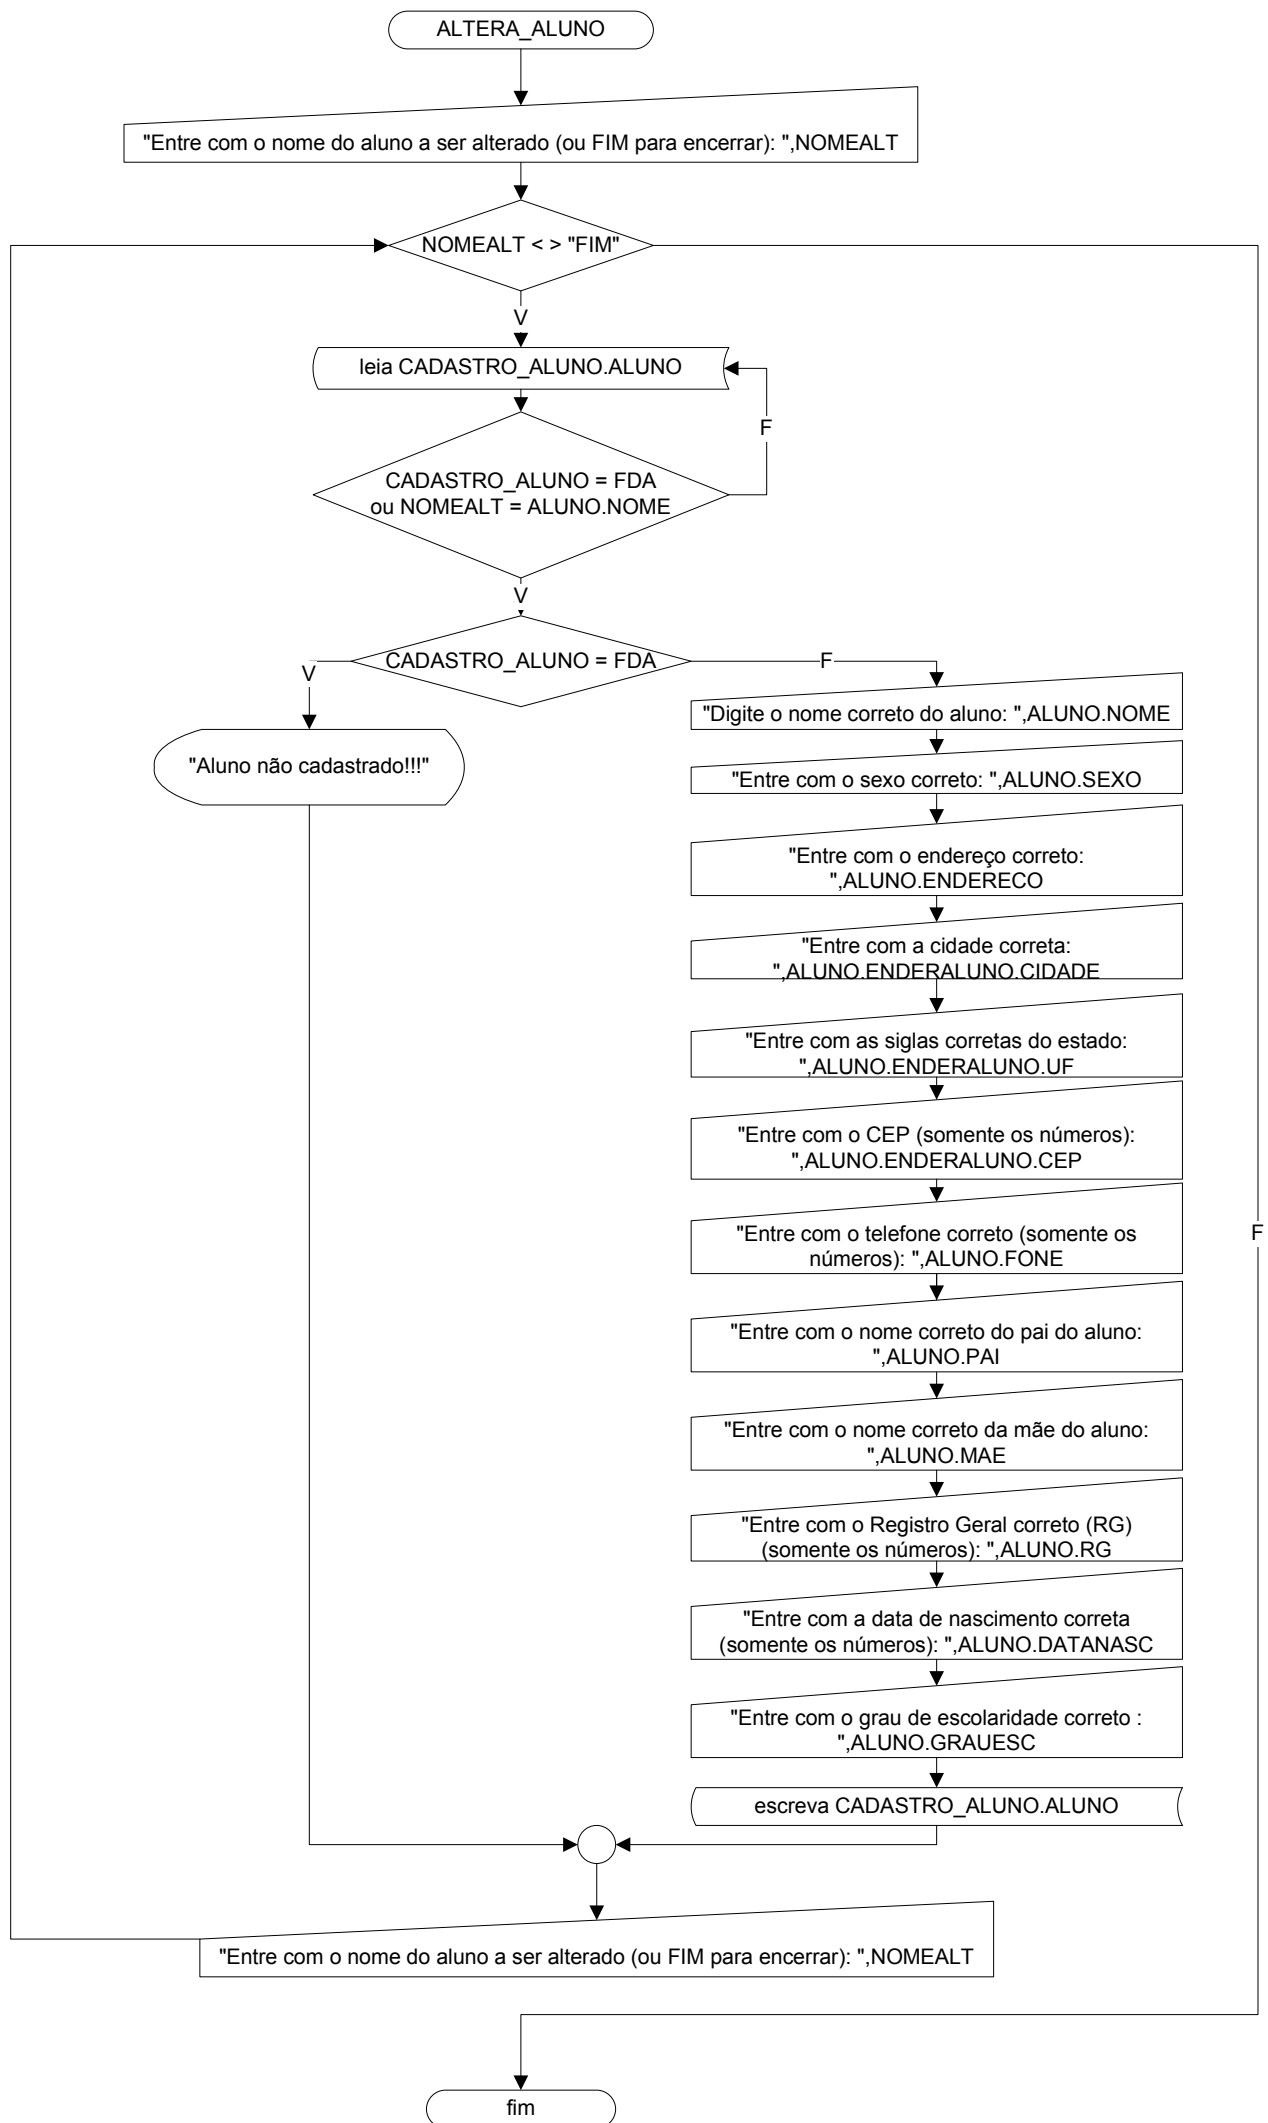 ALTERA_ALUNO
"Entre com o nome do aluno a ser alterado (ou FIM para encerrar): ",NOMEALT
NOMEALT < > "FIM"
V
leia CADASTRO_ALUNO.ALUNO
F
CADASTRO_ALUNO = FDA
ou NOMEALT = ALUNO.NOME
V
CADASTRO_ALUNO = FDA
F
V
"Digite o nome correto do aluno: ",ALUNO.NOME
"Aluno não cadastrado!!!"
"Entre com o sexo correto: ",ALUNO.SEXO
"Entre com o endereço correto:
",ALUNO.ENDERECO
"Entre com a cidade correta:
",ALUNO.ENDERALUNO.CIDADE
"Entre com as siglas corretas do estado:
",ALUNO.ENDERALUNO.UF
"Entre com o CEP (somente os números):
",ALUNO.ENDERALUNO.CEP
"Entre com o telefone correto (somente os
números): ",ALUNO.FONE
F
"Entre com o nome correto do pai do aluno:
",ALUNO.PAI
"Entre com o nome correto da mãe do aluno:
",ALUNO.MAE
"Entre com o Registro Geral correto (RG)
(somente os números): ",ALUNO.RG
"Entre com a data de nascimento correta
(somente os números): ",ALUNO.DATANASC
"Entre com o grau de escolaridade correto :
",ALUNO.GRAUESC
escreva CADASTRO_ALUNO.ALUNO
"Entre com o nome do aluno a ser alterado (ou FIM para encerrar): ",NOMEALT
fim